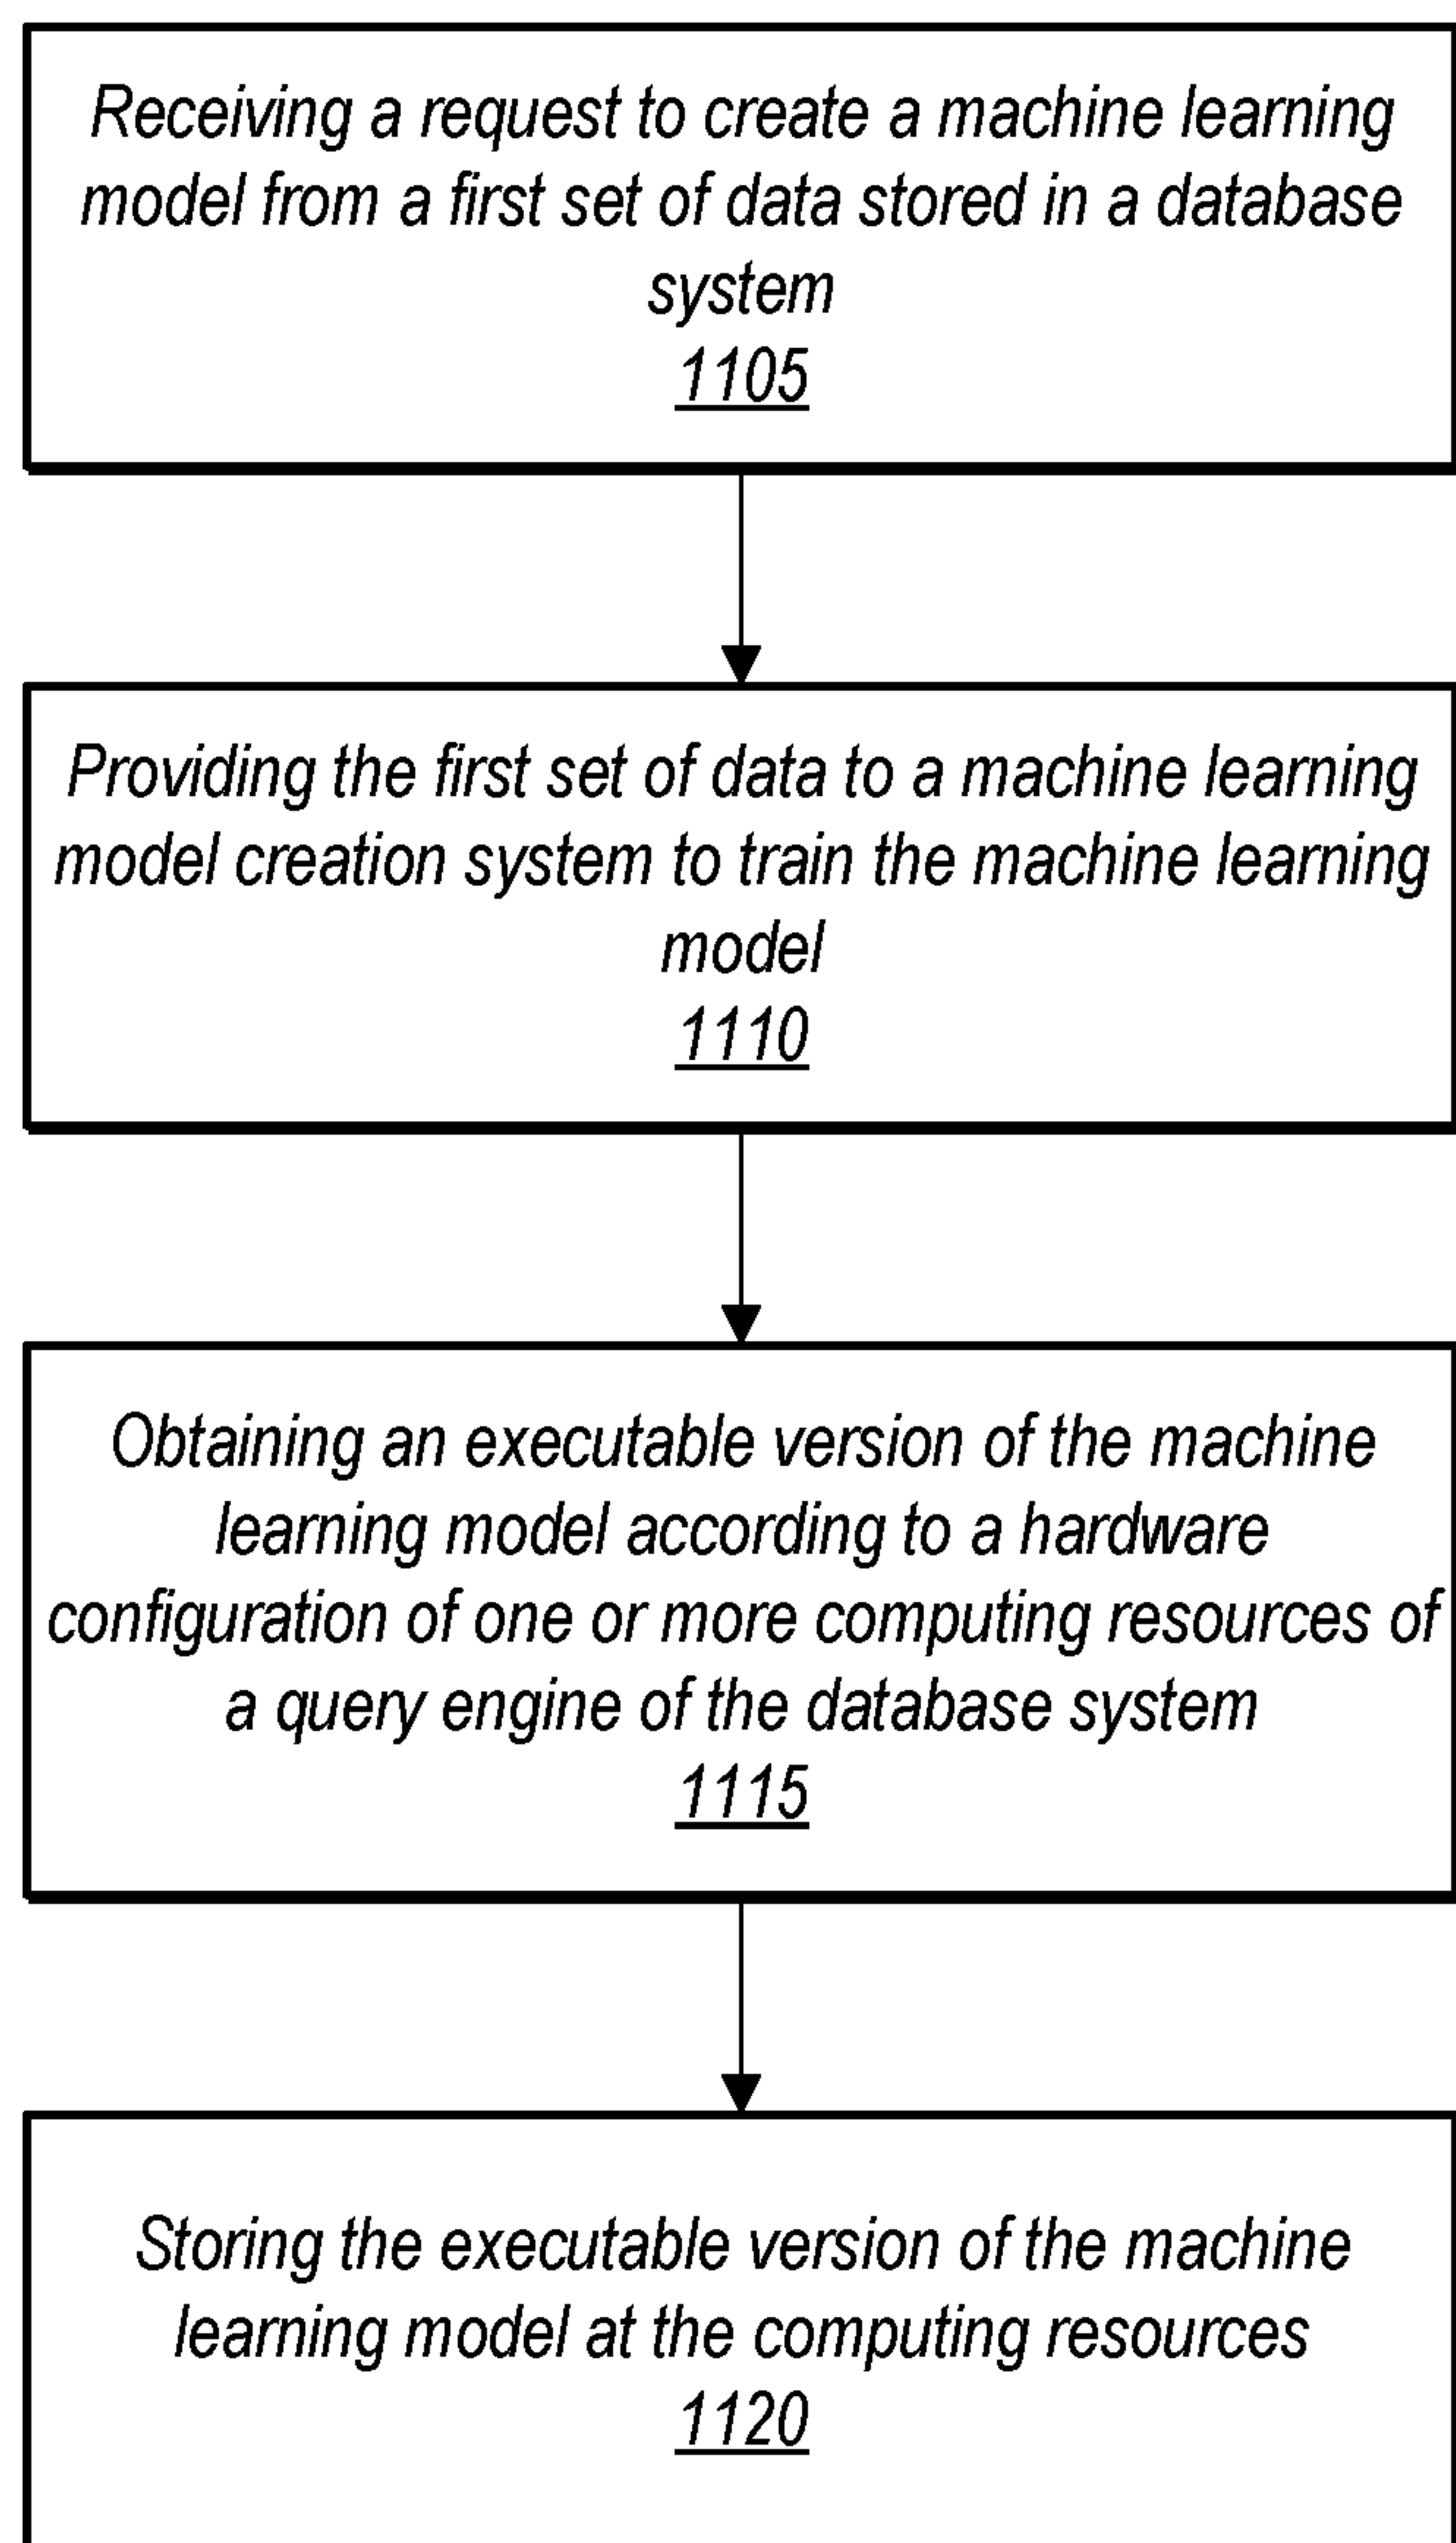 Receiving a request to create a machine learning
model from a first set of data stored in a database
system
1105
Providing the first set of data to a machine learning
model creation system to train the machine learning
model
1110
Obtaining an executable version of the machine
learning model according to a hardware
configuration of one or more computing resources of
a query engine of the database system
1115
Storing the executable version of the machine
learning model at the computing resources
1120